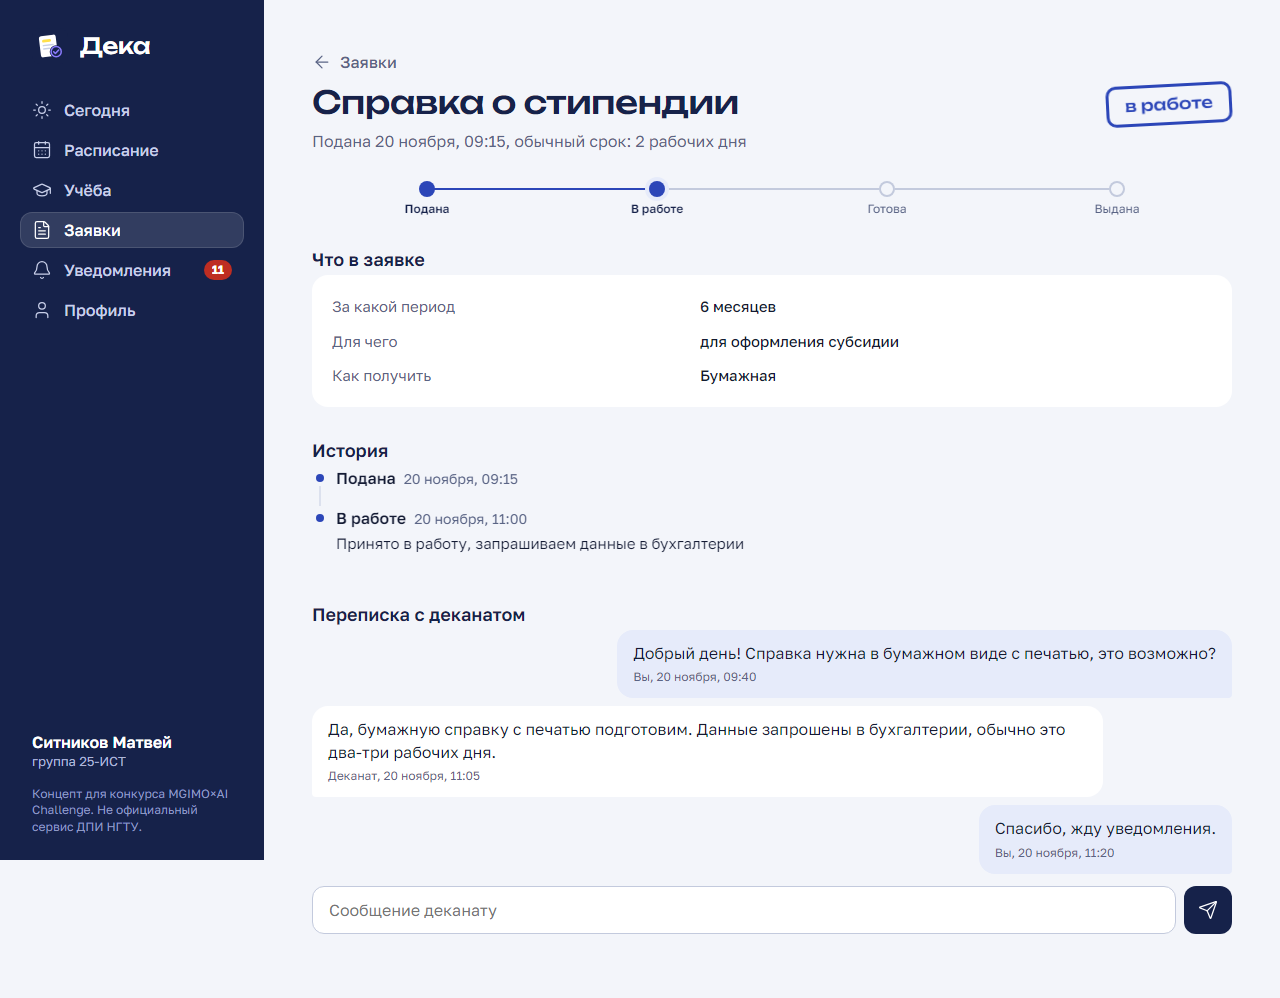 Дека
Сегодня
Расписание
Учёба
Заявки
Уведомления 11
Профиль
Ситников Матвей
группа 25-ИСТ
Концепт для конкурса MGIMO×AI
Challenge. Не официальный
сервис ДПИ НГТУ.
Заявки
Справка о стипендии
в работе
Подана 20 ноября, 09:15, обычный срок: 2 рабочих дня
Подана
В работе
Готова
Выдана
Что в заявке
За какой период 6 месяцев
Для чего для оформления субсидии
Как получить Бумажная
История
Подана 20 ноября, 09:15
В работе 20 ноября, 11:00
Принято в работу, запрашиваем данные в бухгалтерии
Переписка с деканатом
Добрый день! Справка нужна в бумажном виде с печатью, это возможно?
Вы, 20 ноября, 09:40
Да, бумажную справку с печатью подготовим. Данные запрошены в бухгалтерии, обычно это
два-три рабочих дня.
Деканат, 20 ноября, 11:05
Спасибо, жду уведомления.
Вы, 20 ноября, 11:20
Сообщение деканату